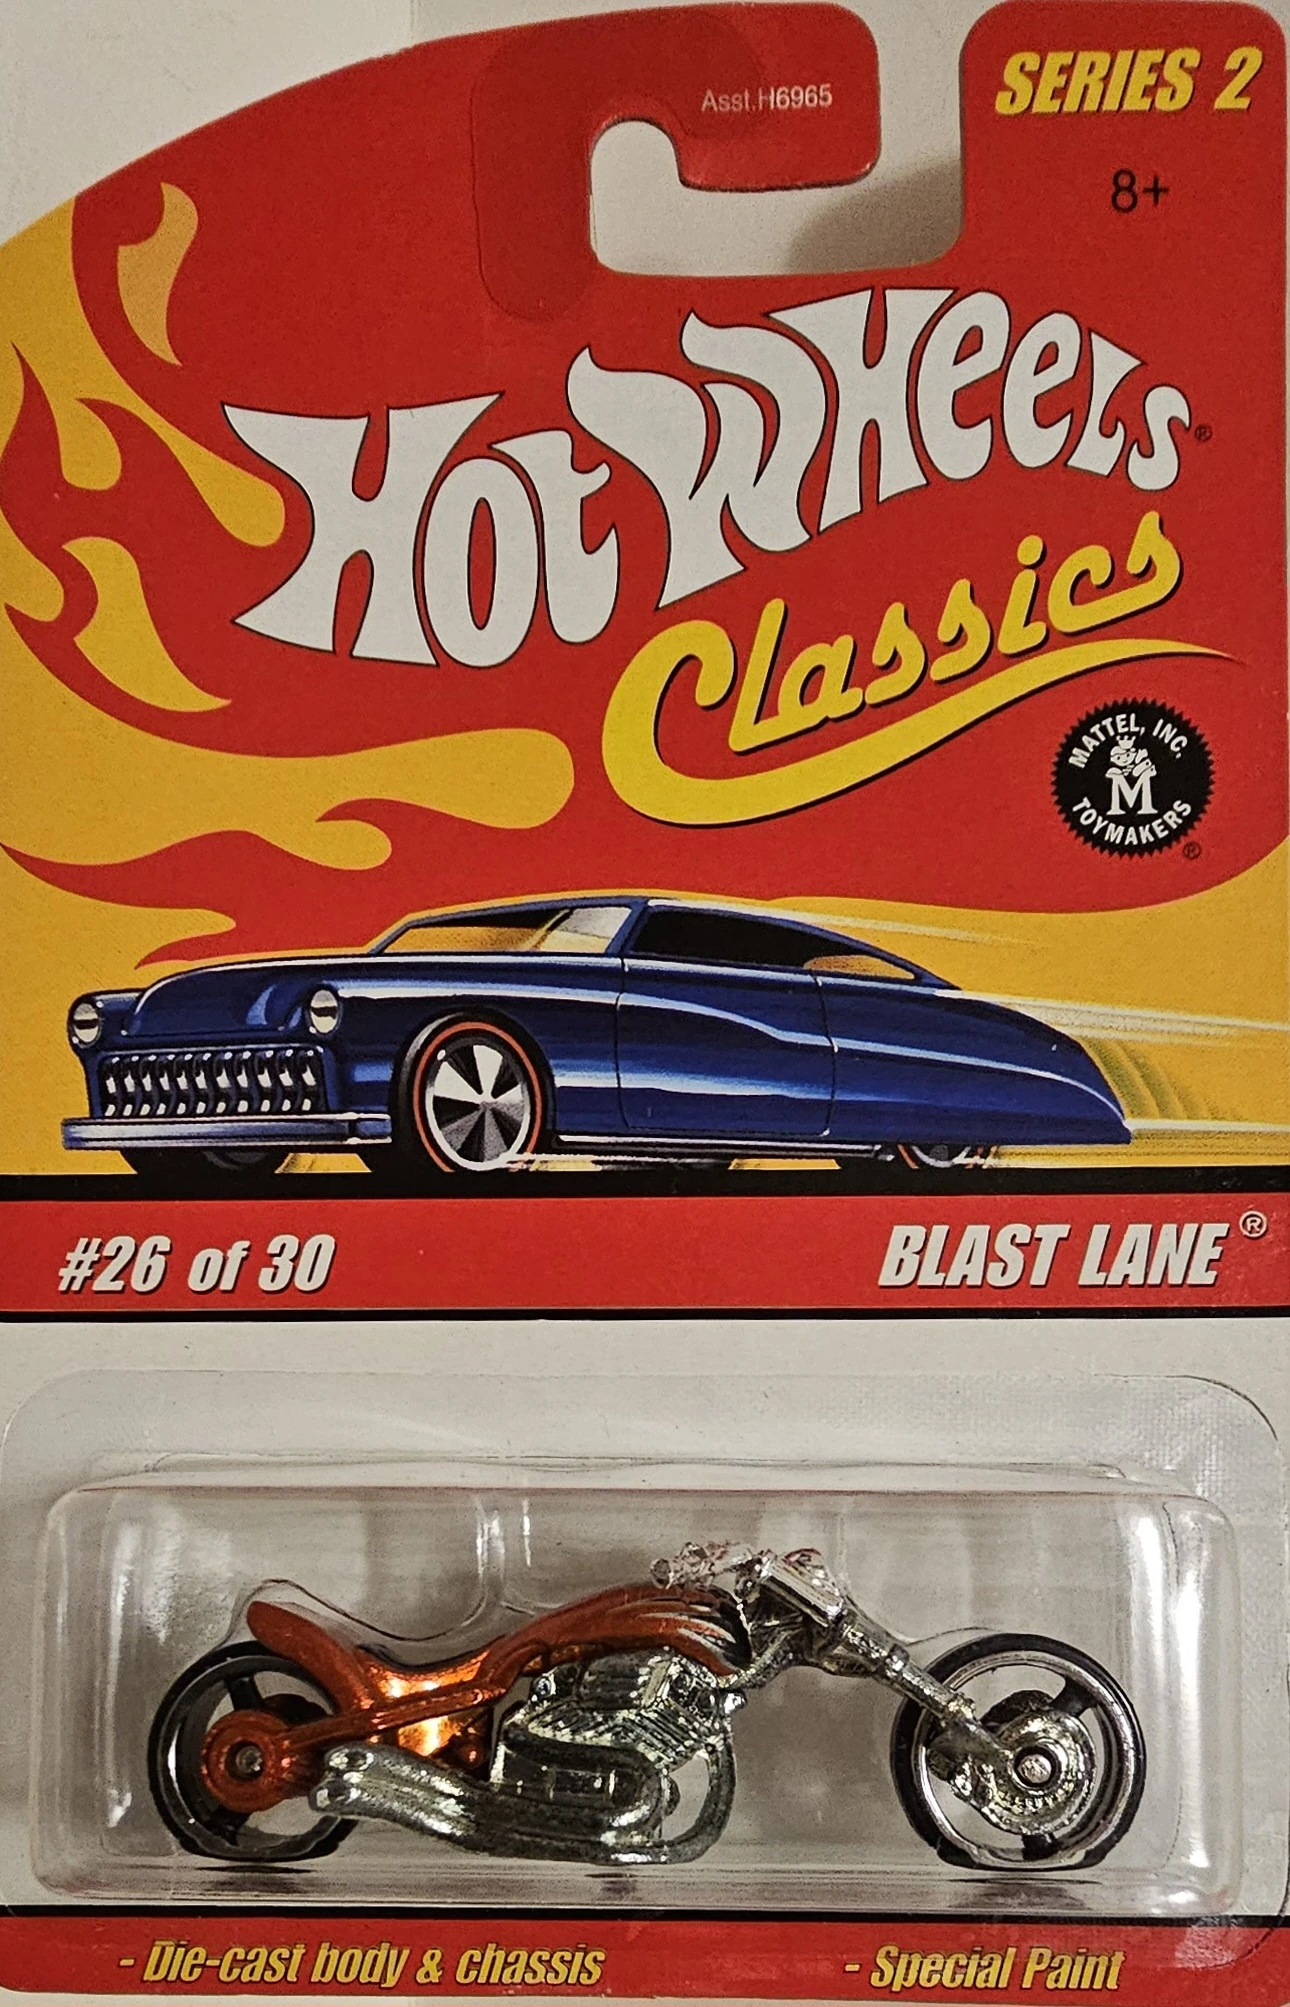 Asst.H6965
SERIES 2
8+
Hot Wheels®
Classics
MATTEL, INC.
M
TOYMAKERS
®
#26 of 30
BLAST LANE®
- Die-cast body & chassis
- Special Paint